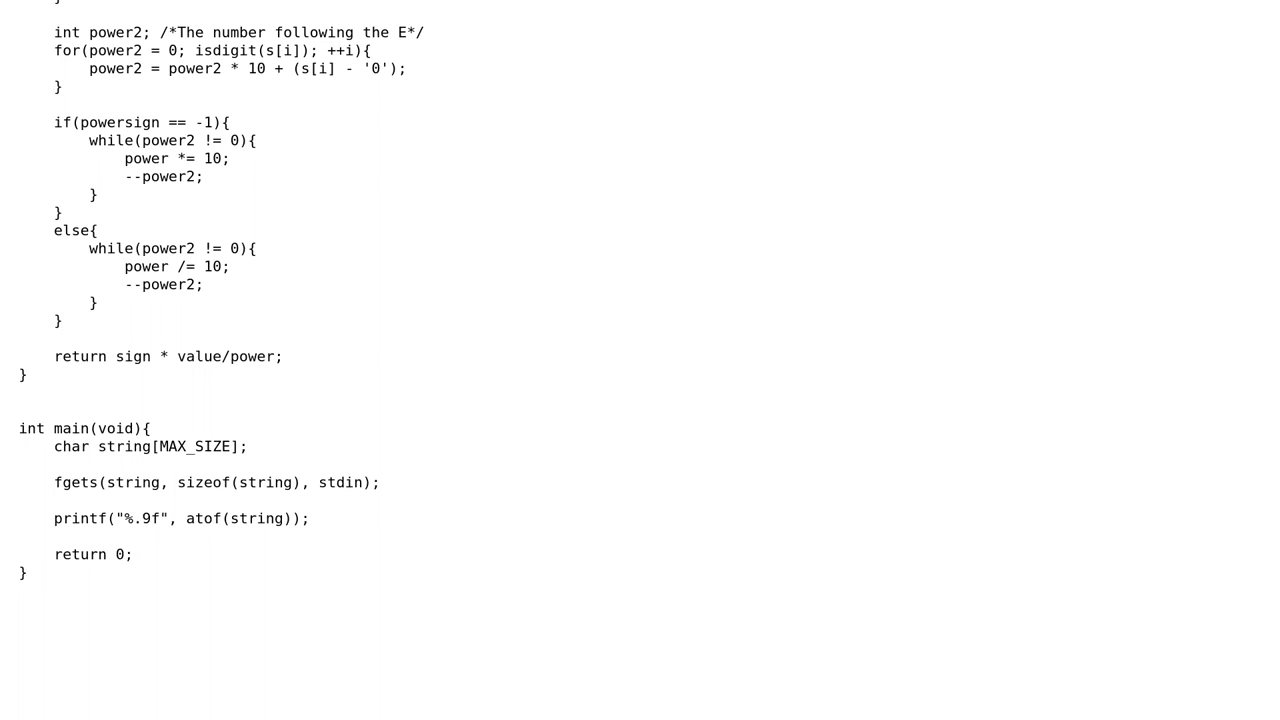 }
int power2; /*The number following the E*/
for(power2 = 0; isdigit(s[i]); ++i){
power2 = power2 * 10 + (s[i] - '0');
}
if(powersign == -1){
while(power2 != 0){
power *= 10;
--power2;
}
}
else{
while(power2 != 0){
power /= 10;
--power2;
}
}
return sign * value/power;
}
int main(void){
char string[MAX_SIZE];
fgets(string, sizeof(string), stdin);
printf("%.9f", atof(string));
return 0;
}